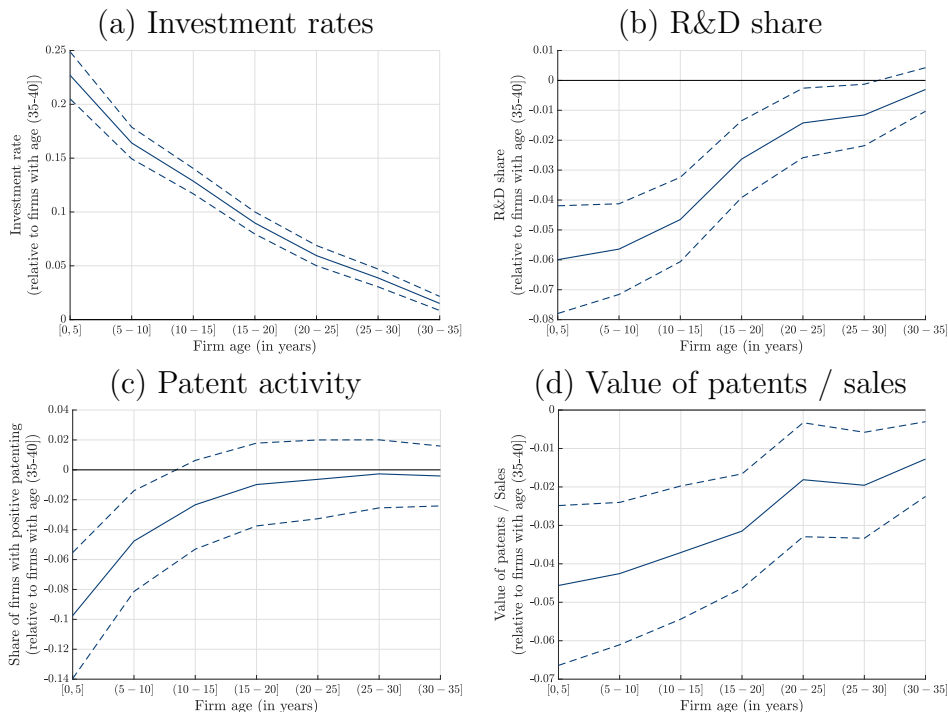 (a) Investment rates
Investment rate
(relative to firms with age (35-40])
0.25
0.2
0.15
0.1
0.05
0
[0, 5] (5 − 10] (10 − 15] (15 − 20] (20 − 25] (25 − 30] (30 − 35]
Firm age (in years)
(b) R&D share
R&D share
(relative to firms with age (35-40])
0.01
0
-0.01
-0.02
-0.03
-0.04
-0.05
-0.06
-0.07
-0.08
[0, 5] (5 − 10] (10 − 15] (15 − 20] (20 − 25] (25 − 30] (30 − 35]
Firm age (in years)
(c) Patent activity
Share of firms with positive patenting
(relative to firms with age (35-40])
0.04
0.02
0
-0.02
-0.04
-0.06
-0.08
-0.1
-0.12
-0.14
[0, 5] (5 − 10] (10 − 15] (15 − 20] (20 − 25] (25 − 30] (30 − 35]
Firm age (in years)
(d) Value of patents / sales
Value of patents / Sales
(relative to firms with age (35-40])
0
-0.01
-0.02
-0.03
-0.04
-0.05
-0.06
-0.07
[0, 5] (5 − 10] (10 − 15] (15 − 20] (20 − 25] (25 − 30] (30 − 35]
Firm age (in years)